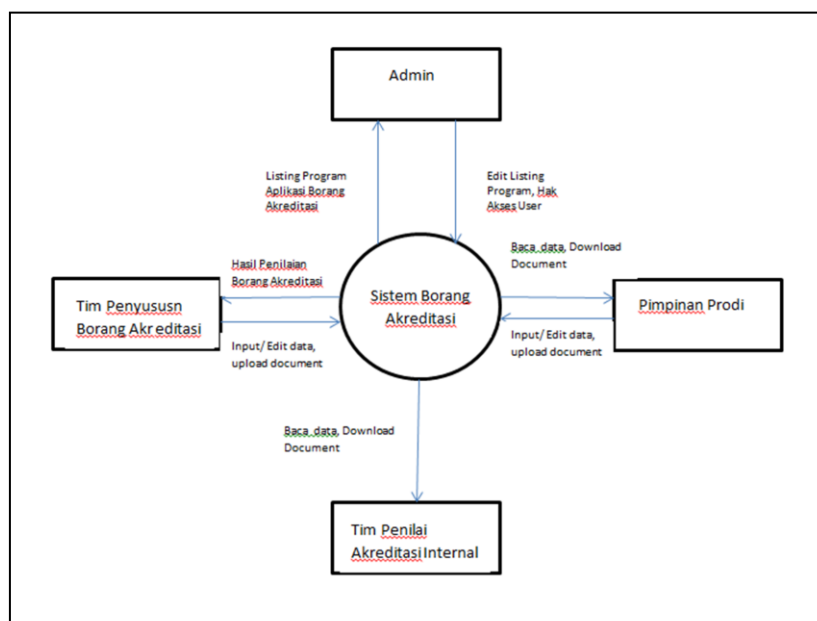 Admin
Listing Program
Aplikasi Borang
Akreditasi
Edit Listing
Program, Hak
Akses User
Hasil Penilaian
Borang Akreditasi
Baca data, Download
Document
Tim Penyususn
Borang Akreditasi
Sistem Borang
Akreditasi
Pimpinan Prodi
Input/ Edit data,
upload document
Input/ Edit data,
upload document
Baca data, Download
Document
Tim Penilai
Akreditasi Internal